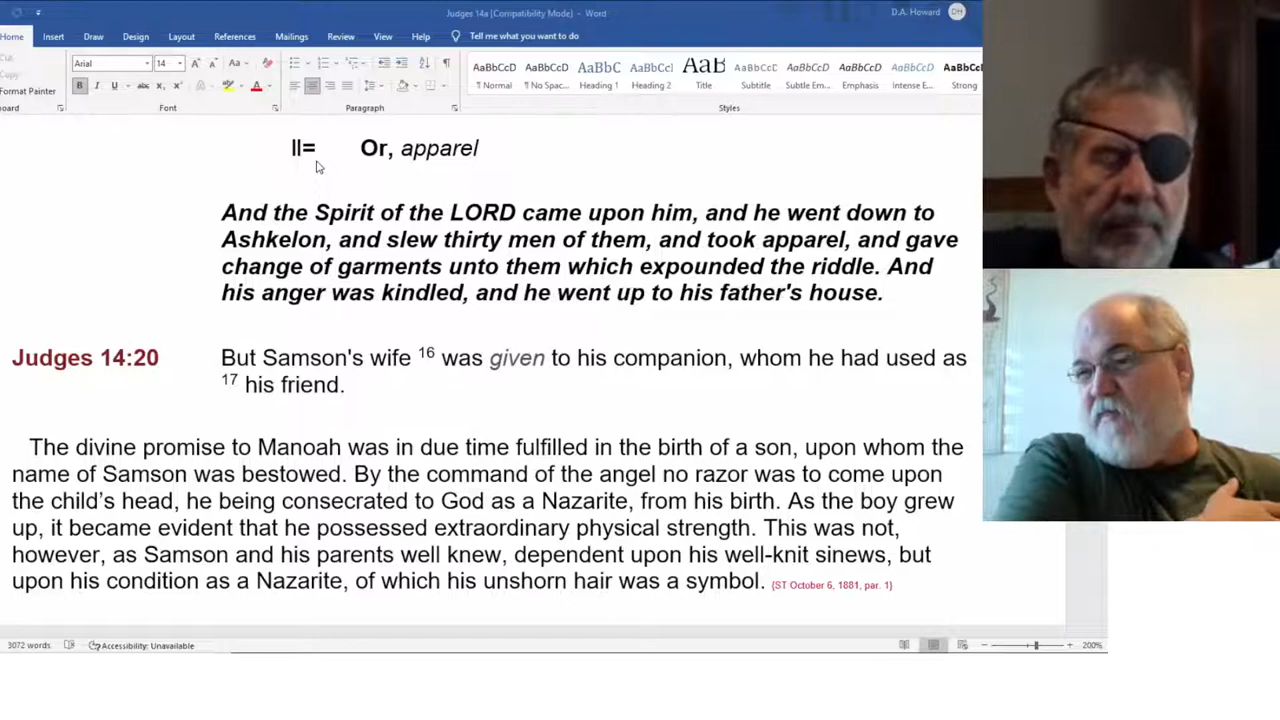 Judges 14a [Compatibility Mode] - Word
D.A. Howard DH
Home Insert Draw Design Layout References Mailings Review View Help Tell me what you want to do
Cut
Copy
Format Painter
Arial 14
AaBbCcD AaBbCcD AaBbC AaBbCcI AaB AaBbCcD AaBbCcD AaBbCcD AaBbCcD AaBbCcD
¶ Normal ¶ No Spac... Heading 1 Heading 2 Title Subtitle Subtle Em... Emphasis Intense E... Strong
board Font Paragraph Styles
ǁ= Or, apparel
And the Spirit of the LORD came upon him, and he went down to
Ashkelon, and slew thirty men of them, and took apparel, and gave
change of garments unto them which expounded the riddle. And
his anger was kindled, and he went up to his father's house.
Judges 14:20 But Samson's wife 16 was given to his companion, whom he had used as
17 his friend.
The divine promise to Manoah was in due time fulfilled in the birth of a son, upon whom the
name of Samson was bestowed. By the command of the angel no razor was to come upon
the child’s head, he being consecrated to God as a Nazarite, from his birth. As the boy grew
up, it became evident that he possessed extraordinary physical strength. This was not,
however, as Samson and his parents well knew, dependent upon his well-knit sinews, but
upon his condition as a Nazarite, of which his unshorn hair was a symbol. {ST October 6, 1881, par. 1}
3072 words Accessibility: Unavailable 200%